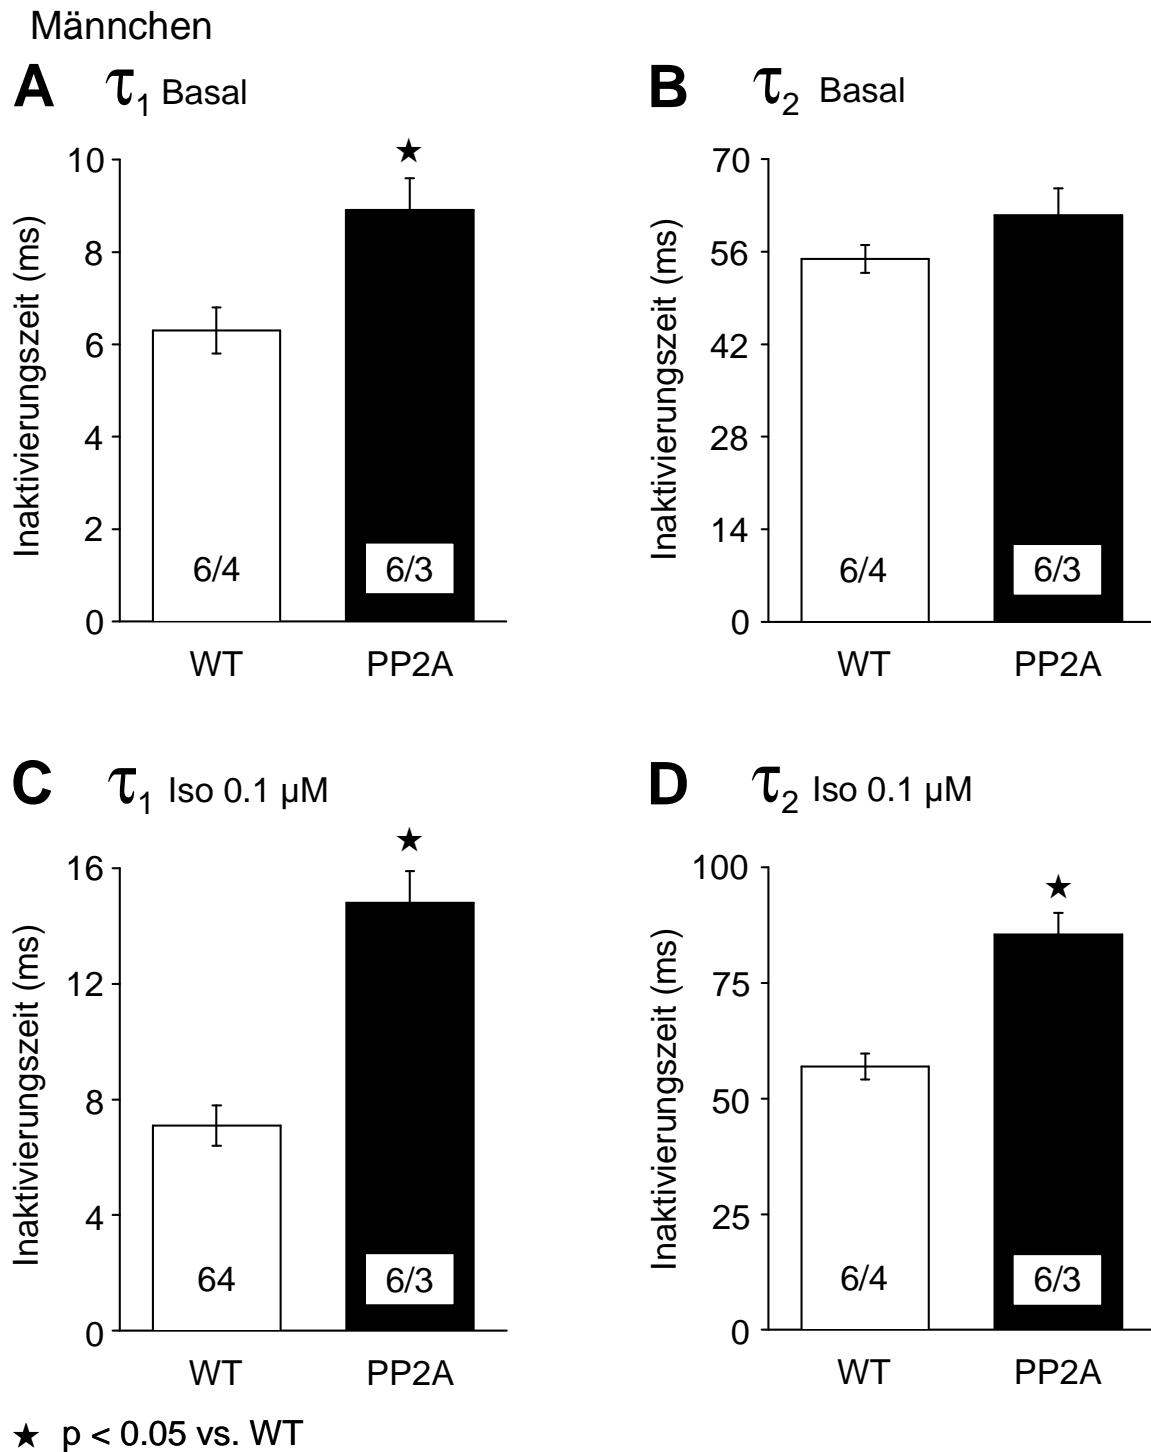 Männchen
A τ1 Basal
Inaktivierungszeit (ms)
10
8
6
4
2
0
6/4
6/3
WT
PP2A
B τ2 Basal
Inaktivierungszeit (ms)
70
56
42
28
14
0
6/4
6/3
WT
PP2A
C τ1 Iso 0.1 µM
Inaktivierungszeit (ms)
16
12
8
4
0
64
6/3
WT
PP2A
D τ2 Iso 0.1 µM
Inaktivierungszeit (ms)
100
75
50
25
0
6/4
6/3
WT
PP2A
★ p < 0.05 vs. WT